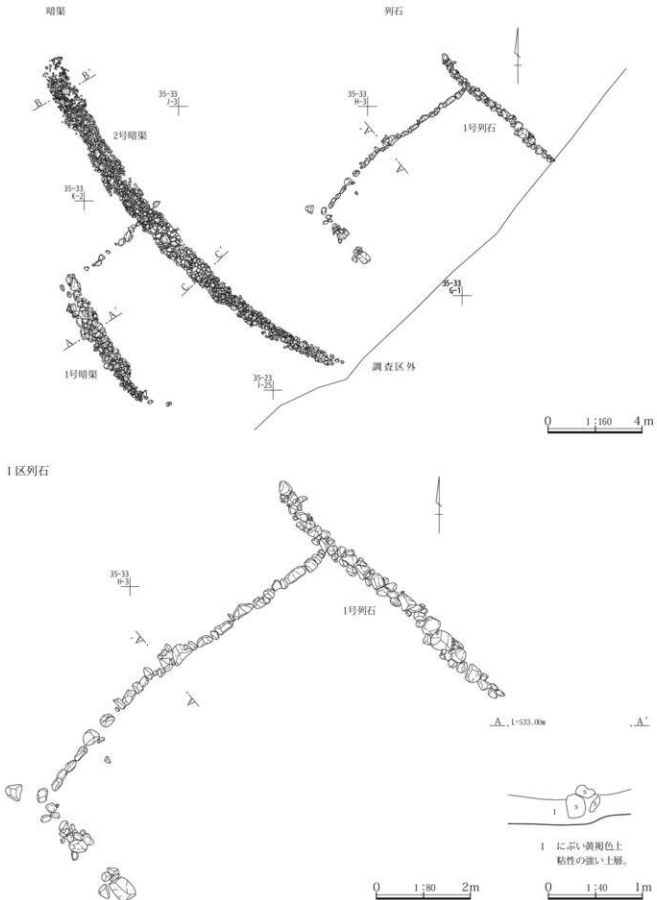 暗渠
列石
B
B'
35-33
J-3
2号暗渠
35-33
H-3
1号列石
A'
A
35-33
K-2
C'
C
35-33
G-1
A
A'
1号暗渠
35-23
I-25
調査区外
0 1:160 4m
1区列石
35-33
H-3
1号列石
A'
A
A L=533.00m A'
S
S
S
1
1 にぶい黄褐色土
粘性の強い土層。
0 1:80 2m
0 1:40 1m